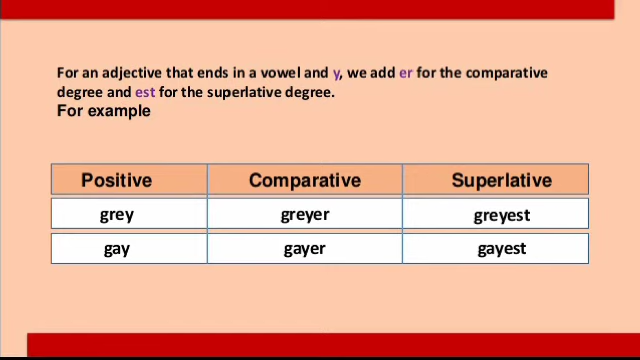 For an adjective that ends in a vowel and y, we add er for the comparative
degree and est for the superlative degree.
For example
Positive Comparative Superlative
grey greyer greyest
gay gayer gayest